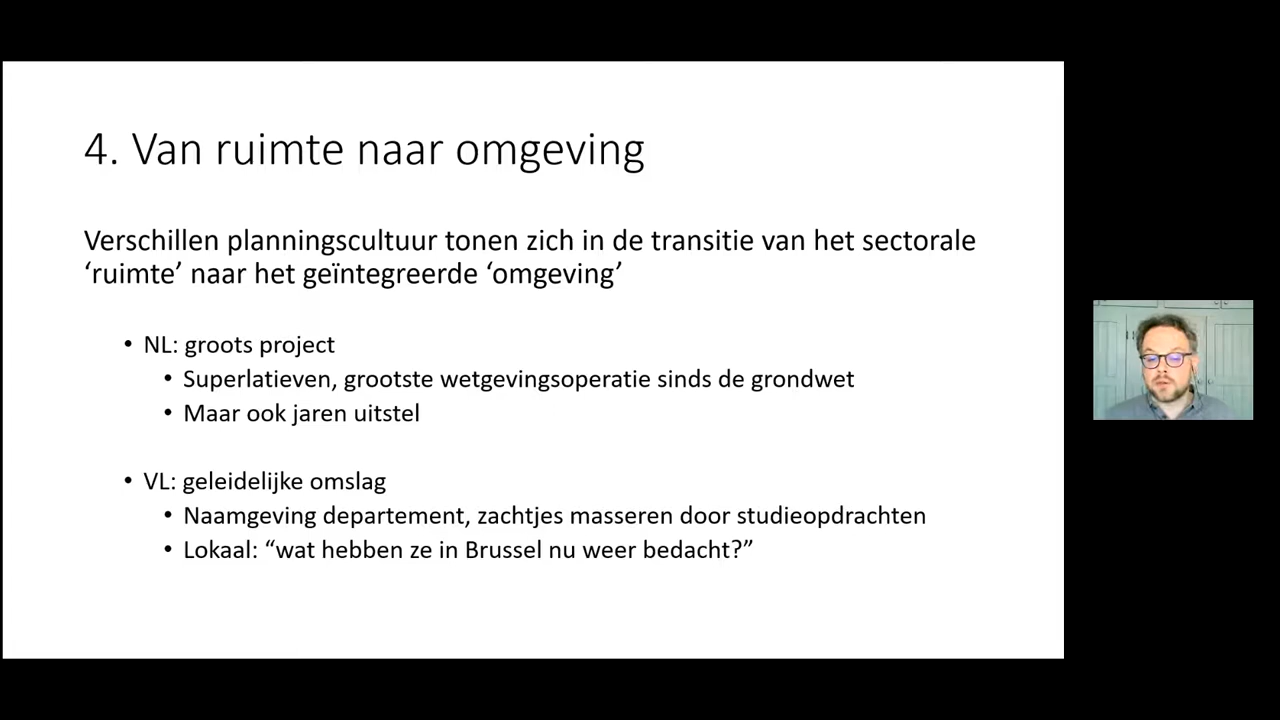 4. Van ruimte naar omgeving
Verschillen planningscultuur tonen zich in de transitie van het sectorale
‘ruimte’ naar het geïntegreerde ‘omgeving’
• NL: groots project
• Superlatieven, grootste wetgevingsoperatie sinds de grondwet
• Maar ook jaren uitstel
• VL: geleidelijke omslag
• Naamgeving departement, zachtjes masseren door studieopdrachten
• Lokaal: “wat hebben ze in Brussel nu weer bedacht?”